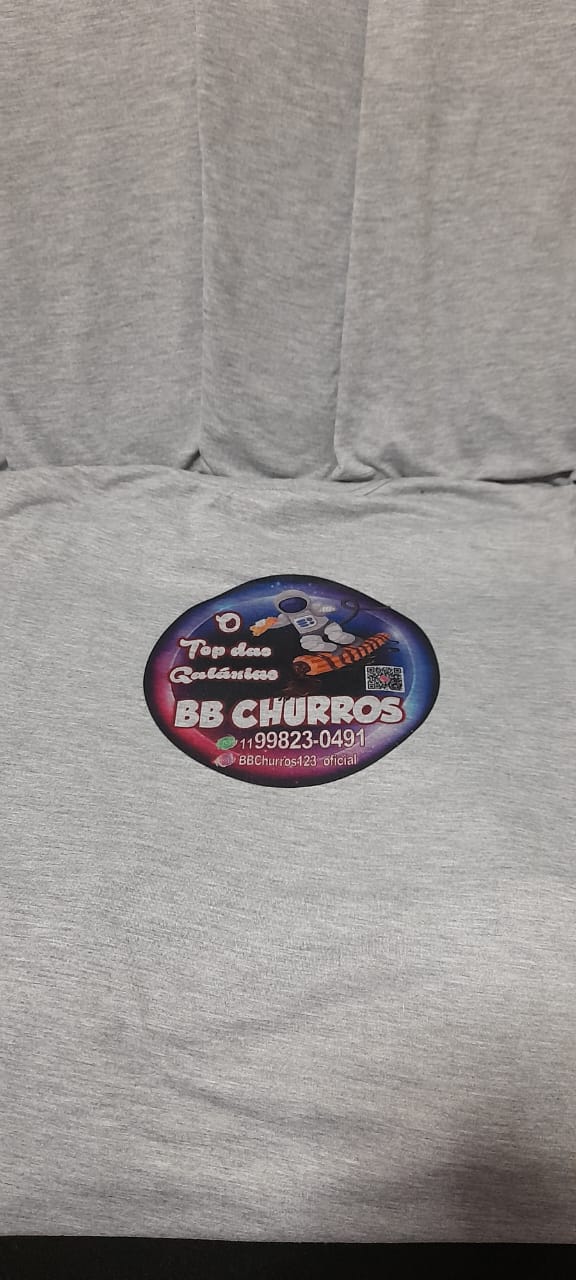 O
Top das
Galáxias
BB CHURROS
11 99823-0491
BBChurros123_oficial